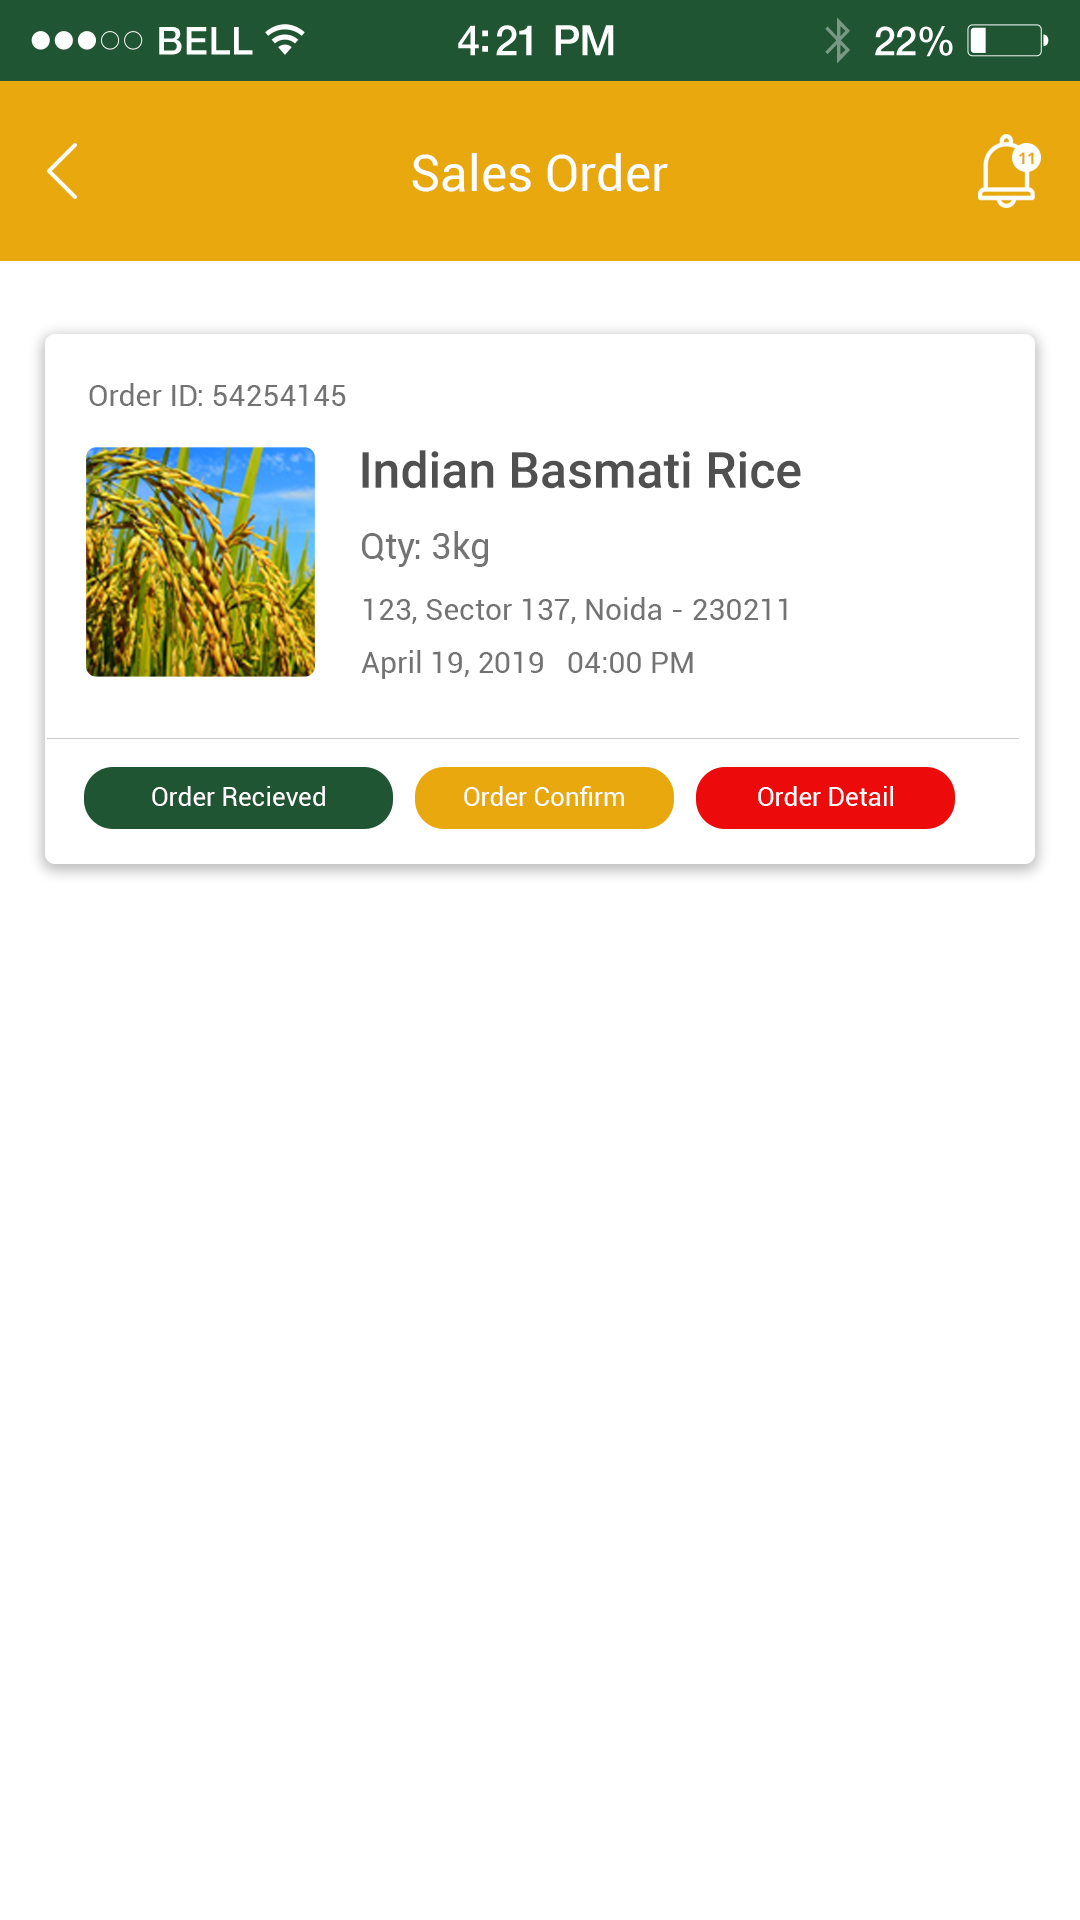 BELL 4:21 PM 22%
Sales Order 11
Order ID: 54254145
Indian Basmati Rice
Qty: 3kg
123, Sector 137, Noida - 230211
April 19, 2019 04:00 PM
Order Recieved Order Confirm Order Detail